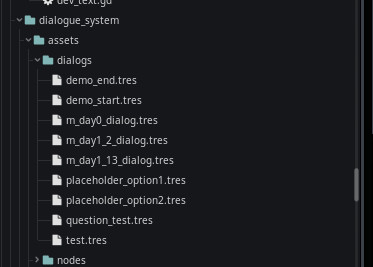 dev_text.gd
dialogue_system
assets
dialogs
demo_end.tres
demo_start.tres
m_day0_dialog.tres
m_day1_2_dialog.tres
m_day1_13_dialog.tres
placeholder_option1.tres
placeholder_option2.tres
question_test.tres
test.tres
nodes